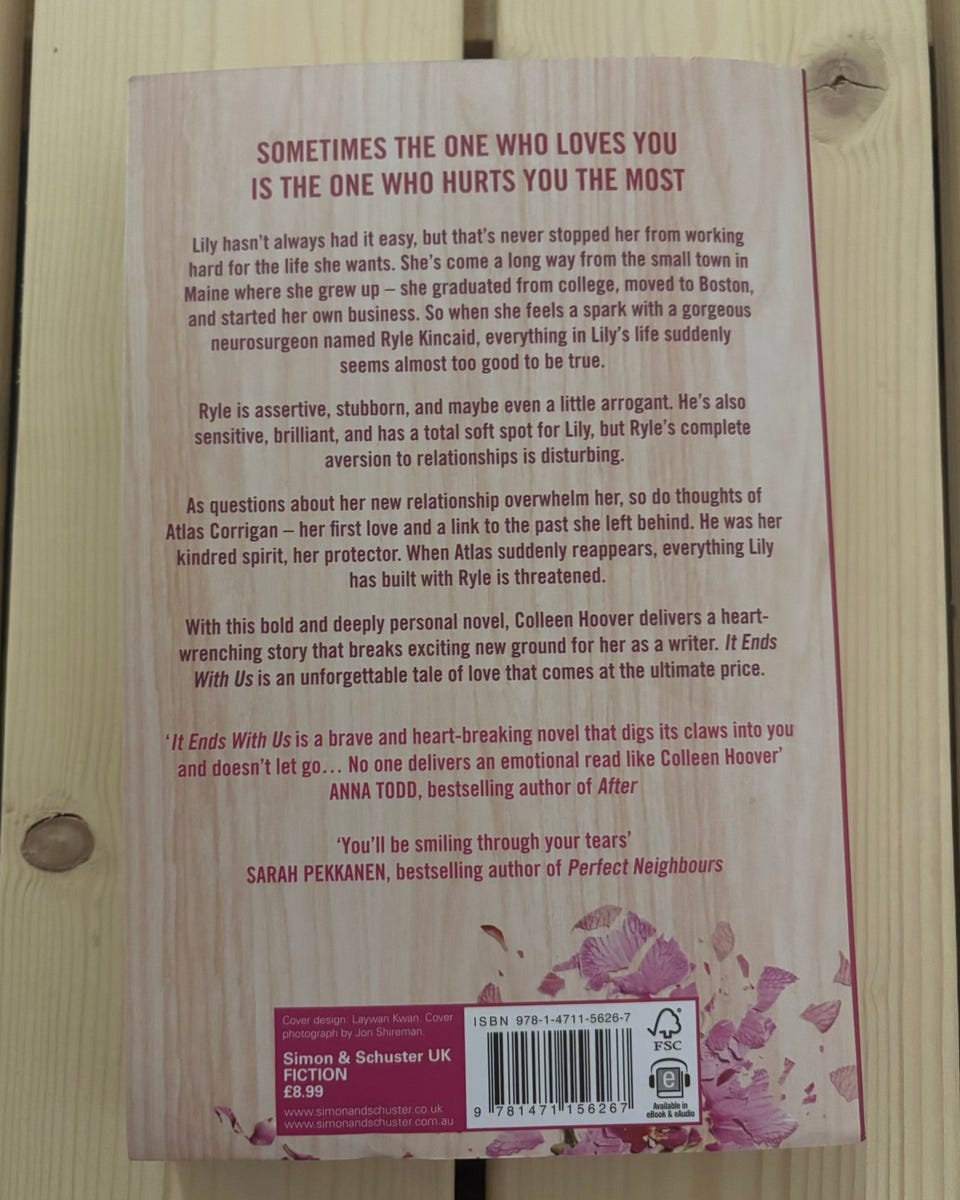 SOMETIMES THE ONE WHO LOVES YOU
IS THE ONE WHO HURTS YOU THE MOST
Lily hasn't always had it easy, but that's never stopped her from working
hard for the life she wants. She's come a long way from the small town in
Maine where she grew up – she graduated from college, moved to Boston,
and started her own business. So when she feels a spark with a gorgeous
neurosurgeon named Ryle Kincaid, everything in Lily's life suddenly
seems almost too good to be true.
Ryle is assertive, stubborn, and maybe even a little arrogant. He's also
sensitive, brilliant, and has a total soft spot for Lily, but Ryle's complete
aversion to relationships is disturbing.
As questions about her new relationship overwhelm her, so do thoughts of
Atlas Corrigan – her first love and a link to the past she left behind. He was her
kindred spirit, her protector. When Atlas suddenly reappears, everything Lily
has built with Ryle is threatened.
With this bold and deeply personal novel, Colleen Hoover delivers a heart-
wrenching story that breaks exciting new ground for her as a writer. It Ends
With Us is an unforgettable tale of love that comes at the ultimate price.
'It Ends With Us is a brave and heart-breaking novel that digs its claws into you
and doesn't let go... No one delivers an emotional read like Colleen Hoover'
ANNA TODD, bestselling author of After
'You'll be smiling through your tears'
SARAH PEKKANEN, bestselling author of Perfect Neighbours
Cover design: Laywan Kwan. Cover
photograph by Jon Shireman.
Simon & Schuster UK
FICTION
£8.99
www.simonandschuster.co.uk
www.simonandschuster.com.au
ISBN 978-1-4711-5626-7
9 781471 156267
FSC
e
Available in
eBook & eAudio